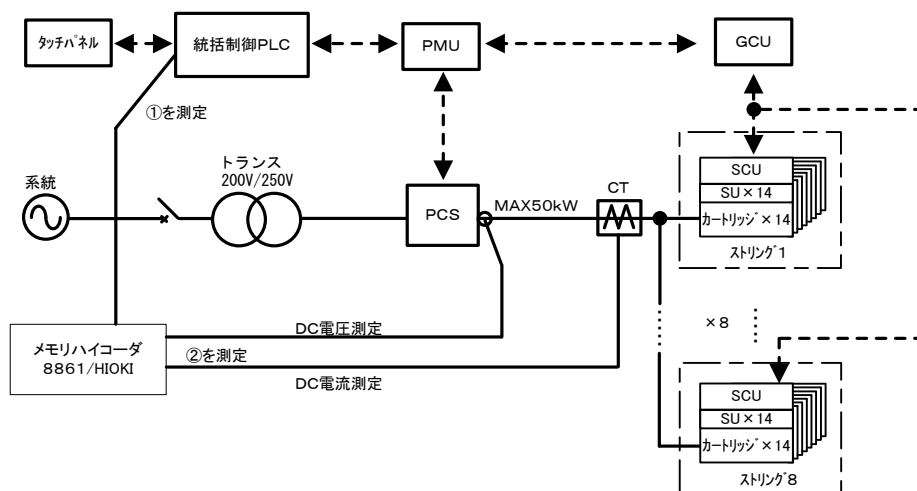 タッチパネル
統括制御PLC
PMU
GCU
①を測定
トランス
200V/250V
系統
PCS
MAX50kW
CT
SCU
SU×14
カートリッジ×14
ストリング1
DC電圧測定
×8
メモリハイコーダ
8861/HIOKI
②を測定
DC電流測定
SCU
SU×14
カートリッジ×14
ストリング8